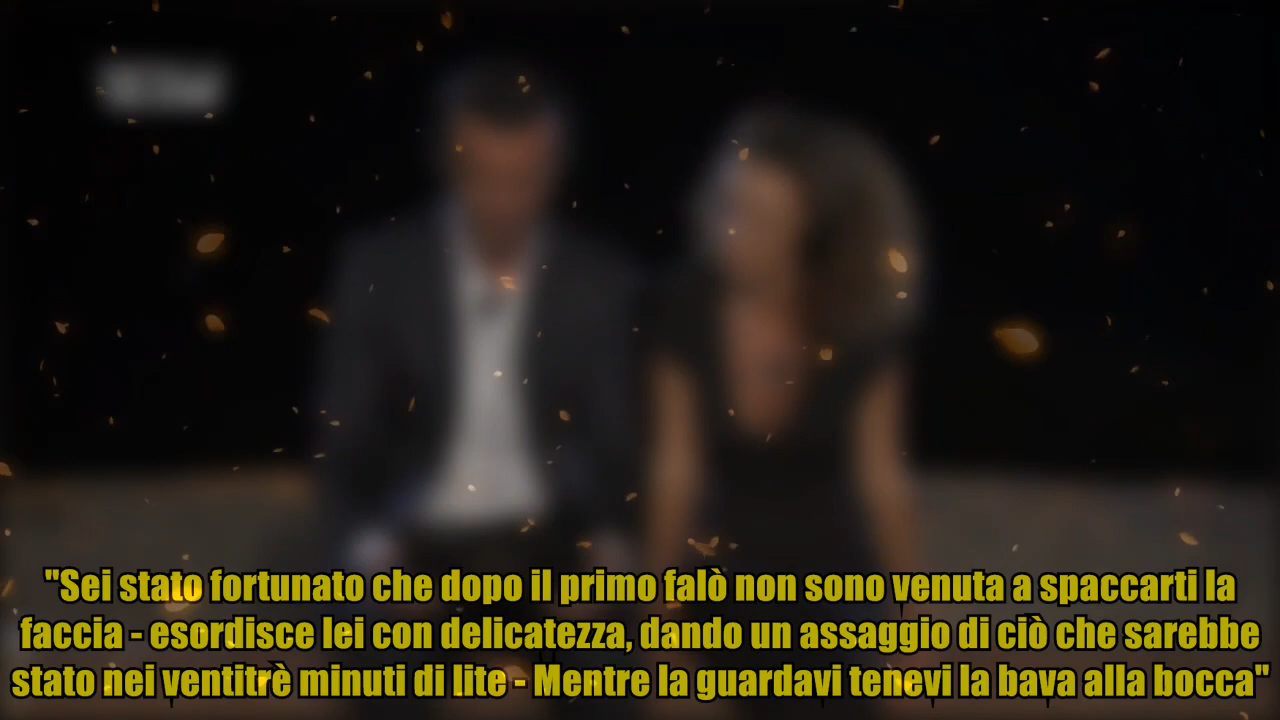 "Sei stato fortunato che dopo il primo falò non sono venuta a spaccarti la
faccia - esordisce lei con delicatezza, dando un assaggio di ciò che sarebbe
stato nei ventitrè minuti di lite - Mentre la guardavi tenevi la bava alla bocca"